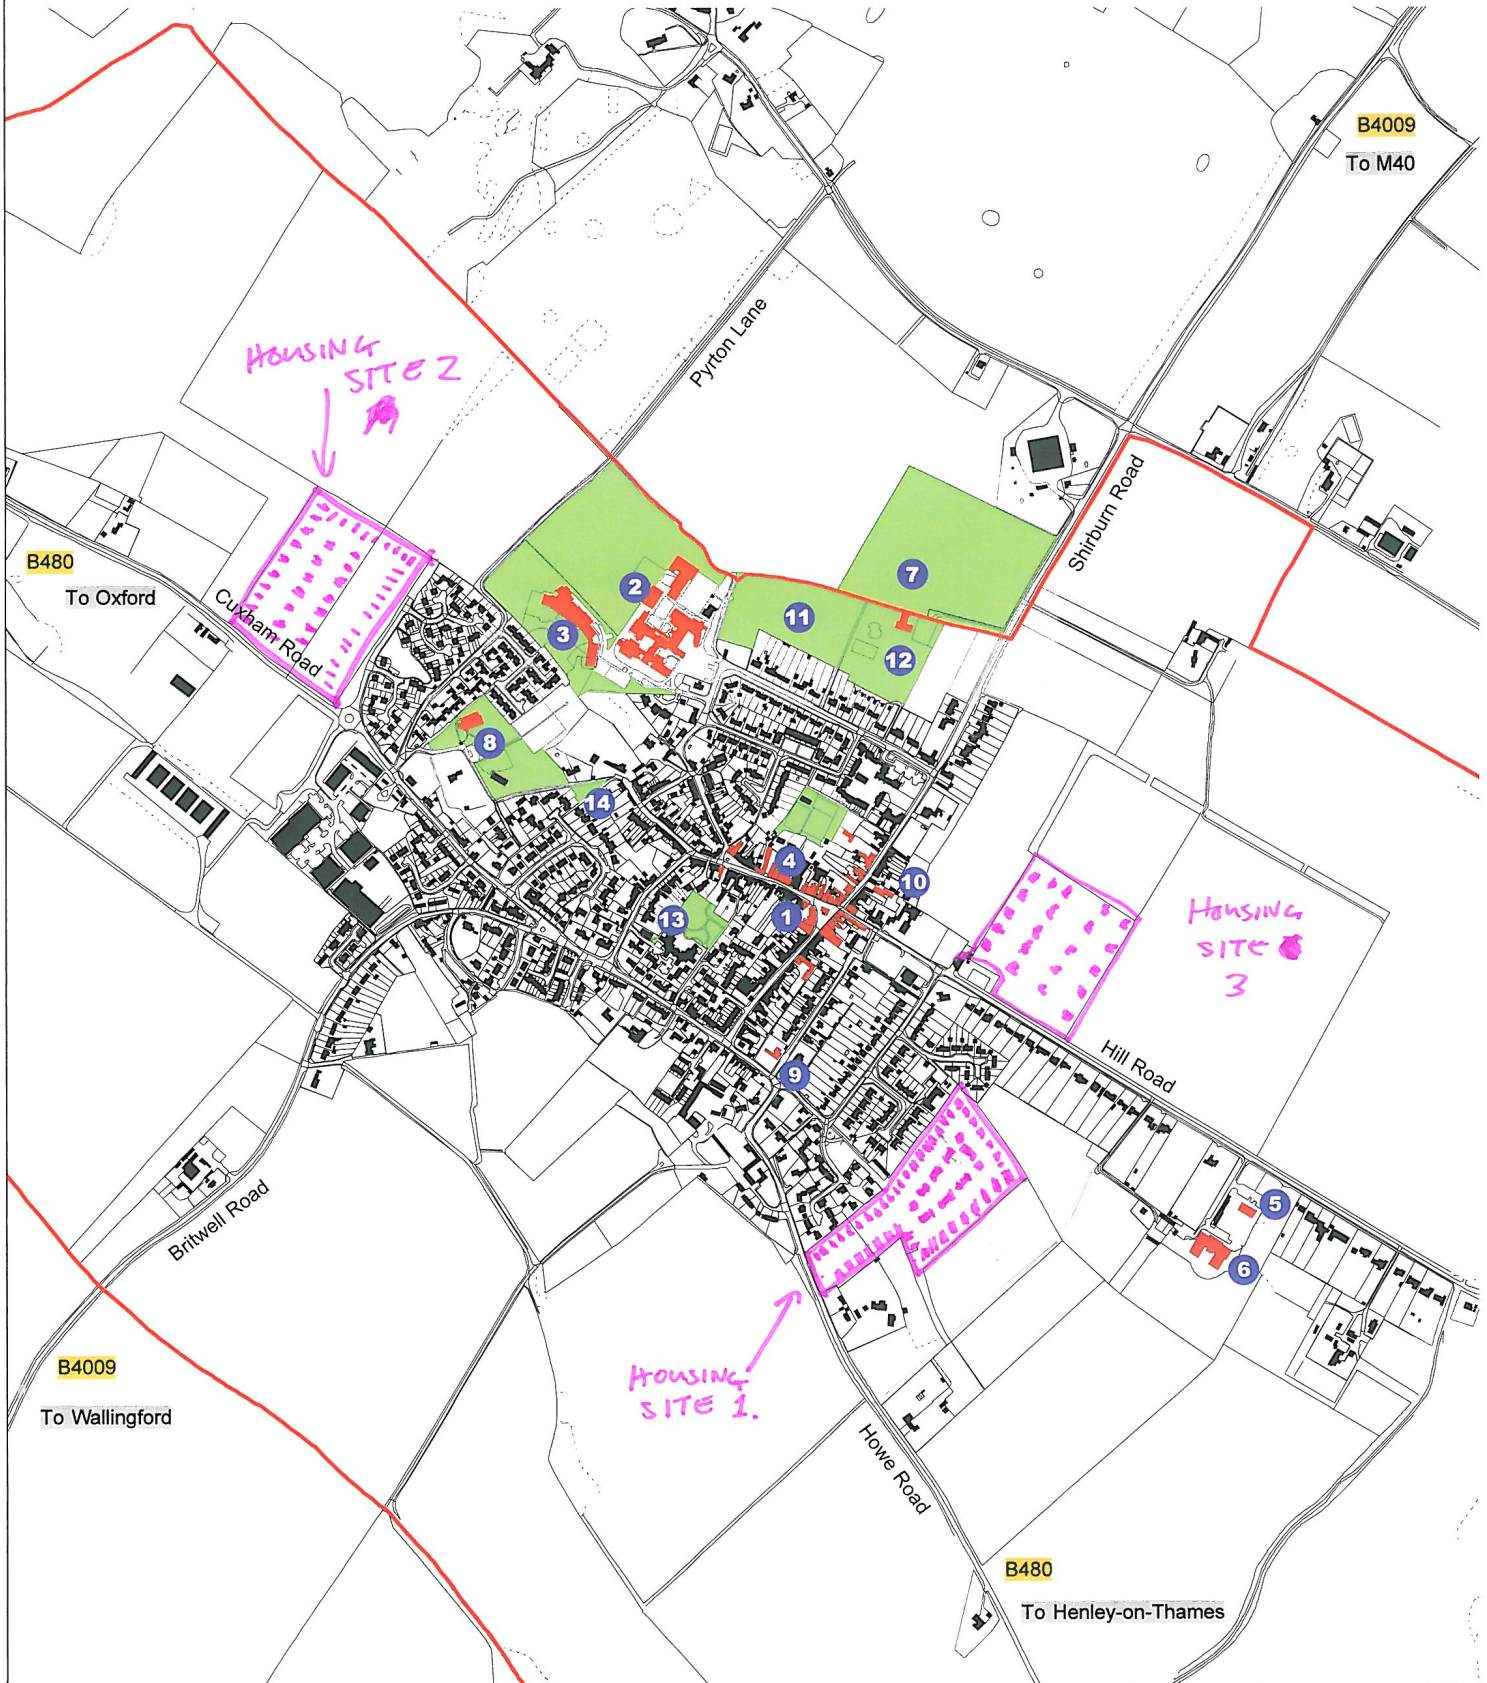 B4009
To M40
Pyrton Lane
HOUSING
SITE 2
Shirburn Road
B480
To Oxford
Cuxham Road
7
2
11
3
12
8
14
4
10
13
1
HOUSING
SITE
3
Hill Road
9
5
6
Britwell Road
B4009
To Wallingford
HOUSING
SITE 1.
Howe Road
B480
To Henley-on-Thames